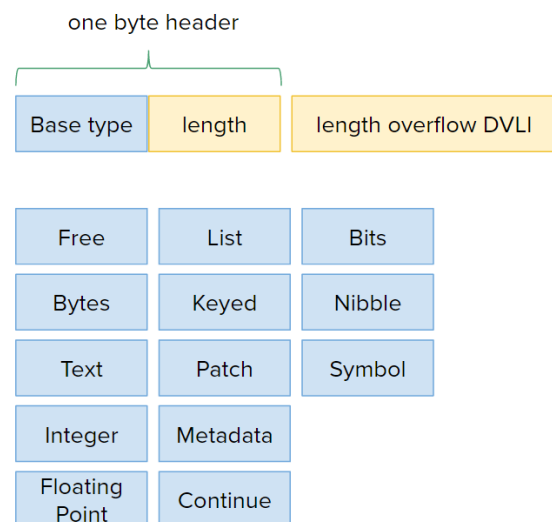 one byte header
Base type
length
length overflow DVLI
Free
List
Bits
Bytes
Keyed
Nibble
Text
Patch
Symbol
Integer
Metadata
Floating
Point
Continue